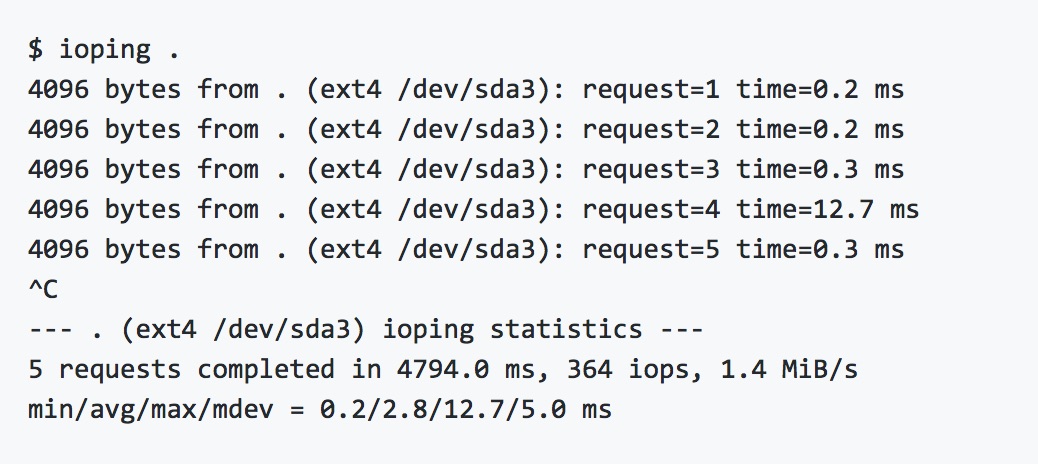 $ ioping .
4096 bytes from . (ext4 /dev/sda3): request=1 time=0.2 ms
4096 bytes from . (ext4 /dev/sda3): request=2 time=0.2 ms
4096 bytes from . (ext4 /dev/sda3): request=3 time=0.3 ms
4096 bytes from . (ext4 /dev/sda3): request=4 time=12.7 ms
4096 bytes from . (ext4 /dev/sda3): request=5 time=0.3 ms
^C
--- . (ext4 /dev/sda3) ioping statistics ---
5 requests completed in 4794.0 ms, 364 iops, 1.4 MiB/s
min/avg/max/mdev = 0.2/2.8/12.7/5.0 ms